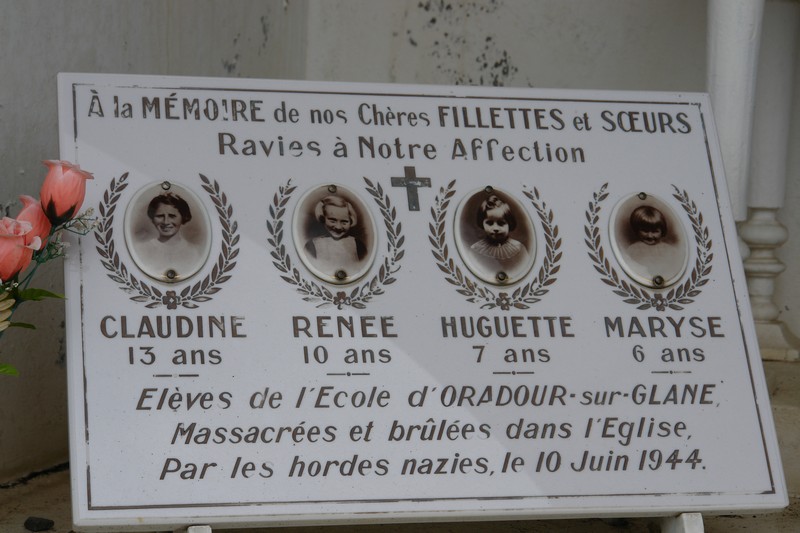 À la MÉMOIRE de nos Chères FILLETTES et SŒURS
Ravies à Notre Affection
CLAUDINE RENEE HUGUETTE MARYSE
13 ans 10 ans 7 ans 6 ans
Elèves de l'Ecole d'ORADOUR-sur-GLANE,
Massacrées et brûlées dans l'Eglise,
Par les hordes nazies, le 10 Juin 1944.